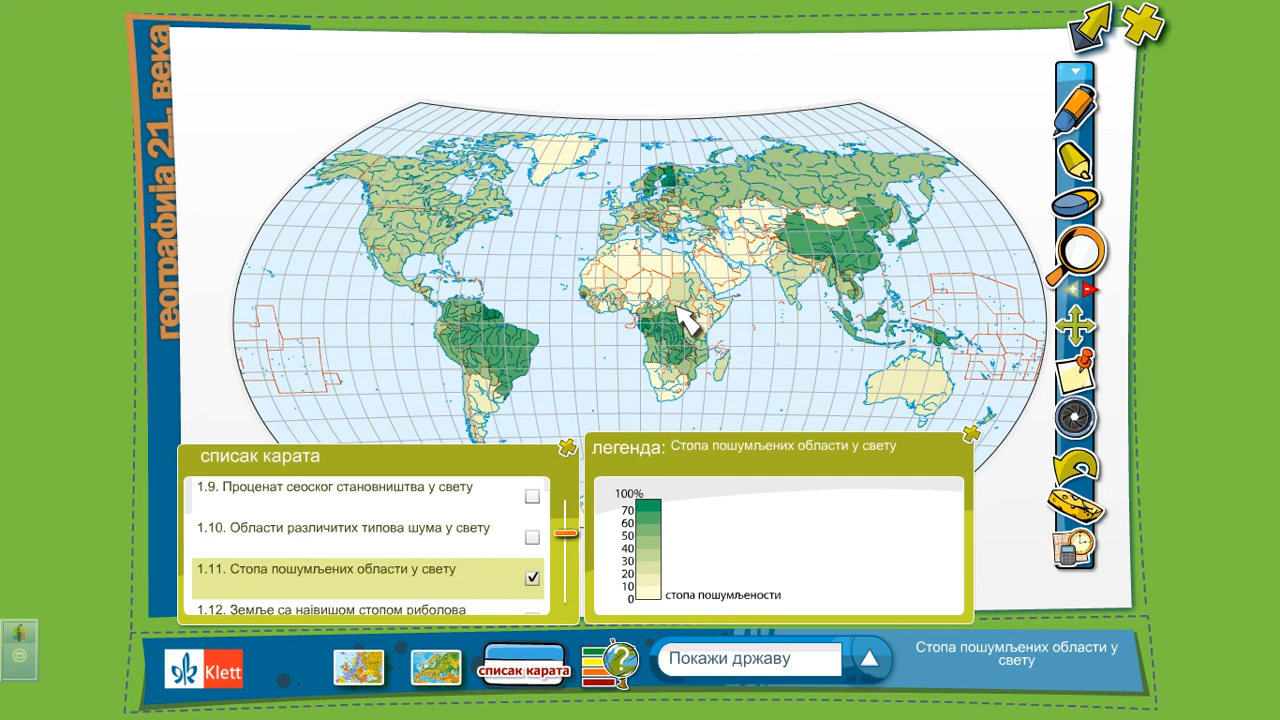 географија 21. века
списак карата
1.9. Проценат сеоског становништва у свету
1.10. Области различитих типова шума у свету
1.11. Стопа пошумљених области у свету
1.12. Земље са највишом стопом риболова
легенда: Стопа пошумљених области у свету
100%
70
60
50
40
30
20
10
0
стопа пошумљености
Klett
списак карата
?
Покажи државу
Стопа пошумљених области у
свету